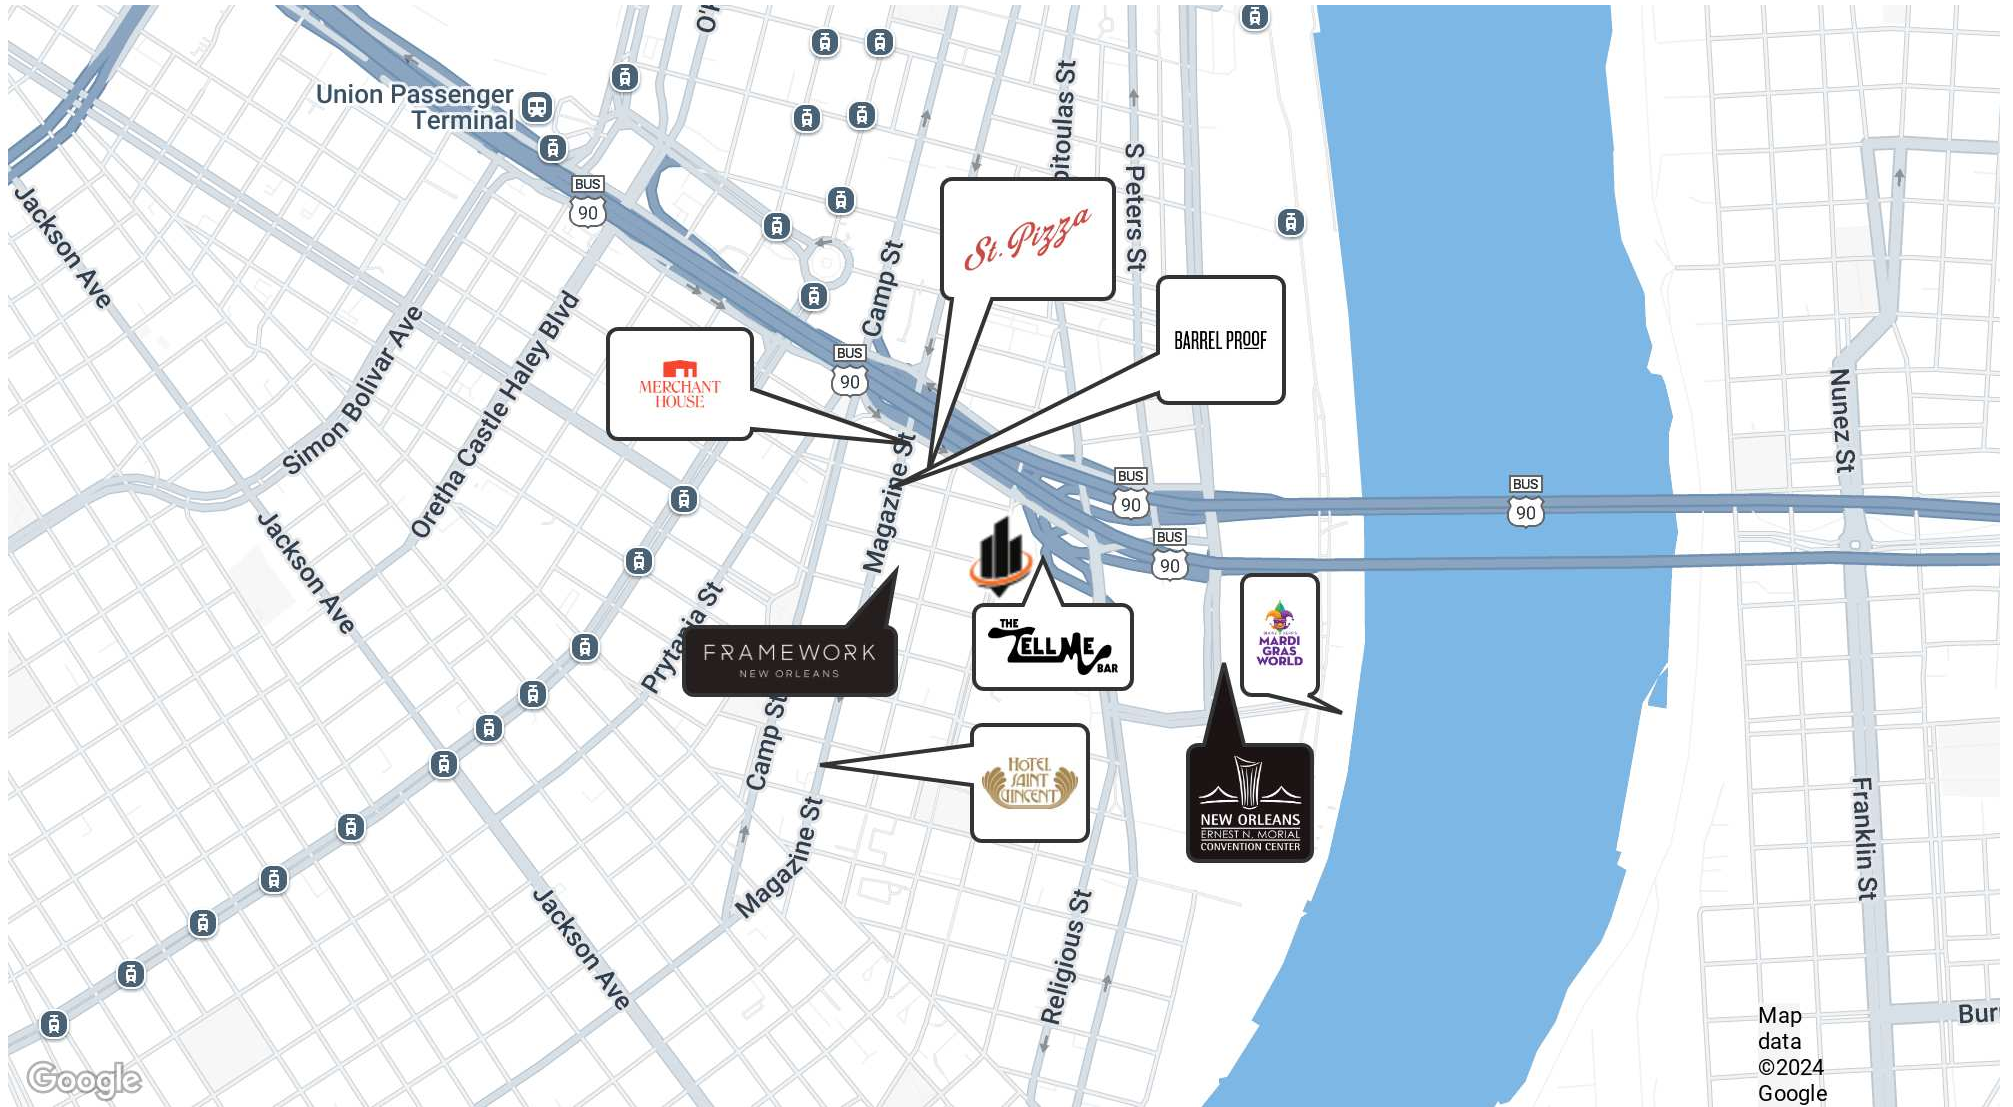 Union Passenger
Terminal
BUS
90
Jackson Ave
Simon Bolivar Ave
Oretha Castle Haley Blvd
Camp St
S Peters St
St. Pizza
BARREL PROOF
MERCHANT
HOUSE
BUS
90
Magazine St
BUS
90
BUS
90
BUS
90
Nunez St
Jackson Ave
Prytania St
FRAMEWORK
NEW ORLEANS
THE
TELL ME
BAR
MARDI
GRAS
WORLD
Camp St
HOTEL
SAINT
VINCENT
NEW ORLEANS
ERNEST N. MORIAL
CONVENTION CENTER
Magazine St
Franklin St
Jackson Ave
Religious St
Map
data
©2024
Google
Google